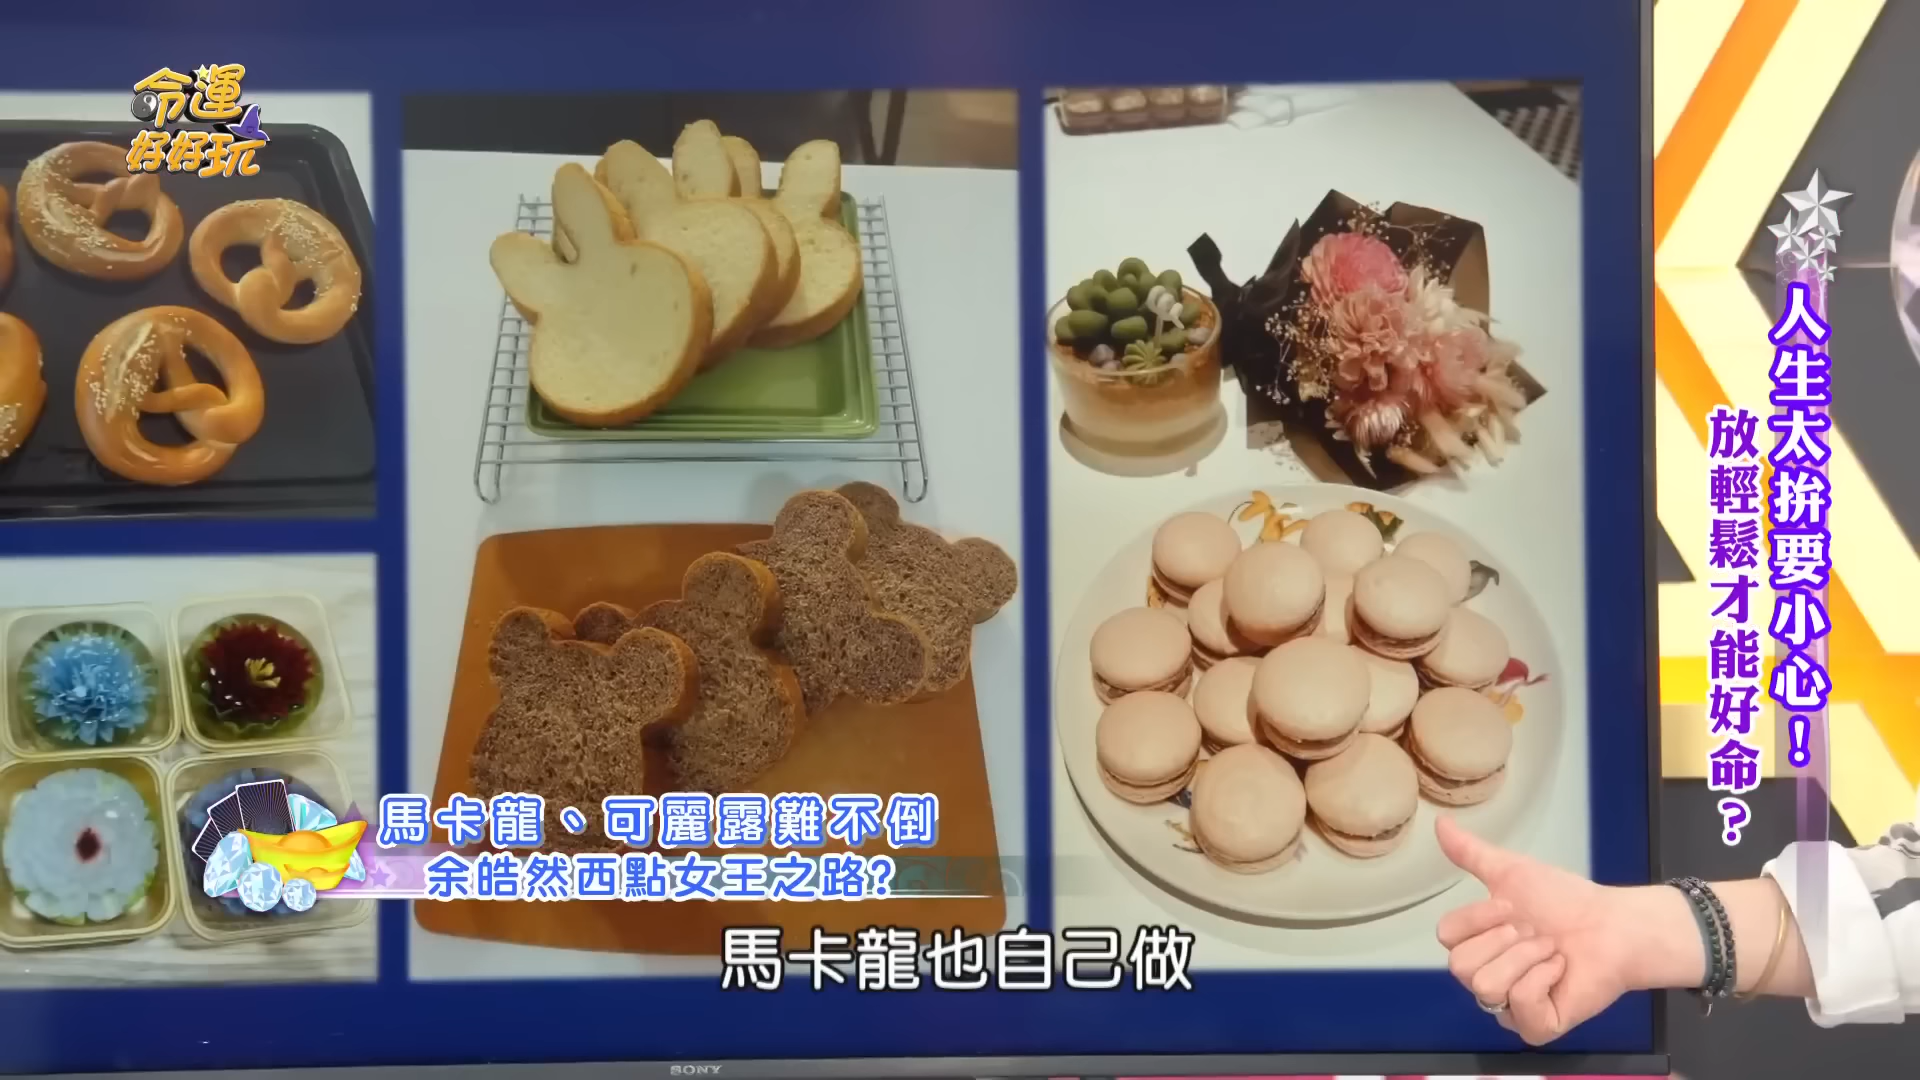 命運
好好玩
人生太拚要小心!
放輕鬆才能好命?
馬卡龍、可麗露難不倒
余皓然西點女王之路?
馬卡龍也自己做
SONY